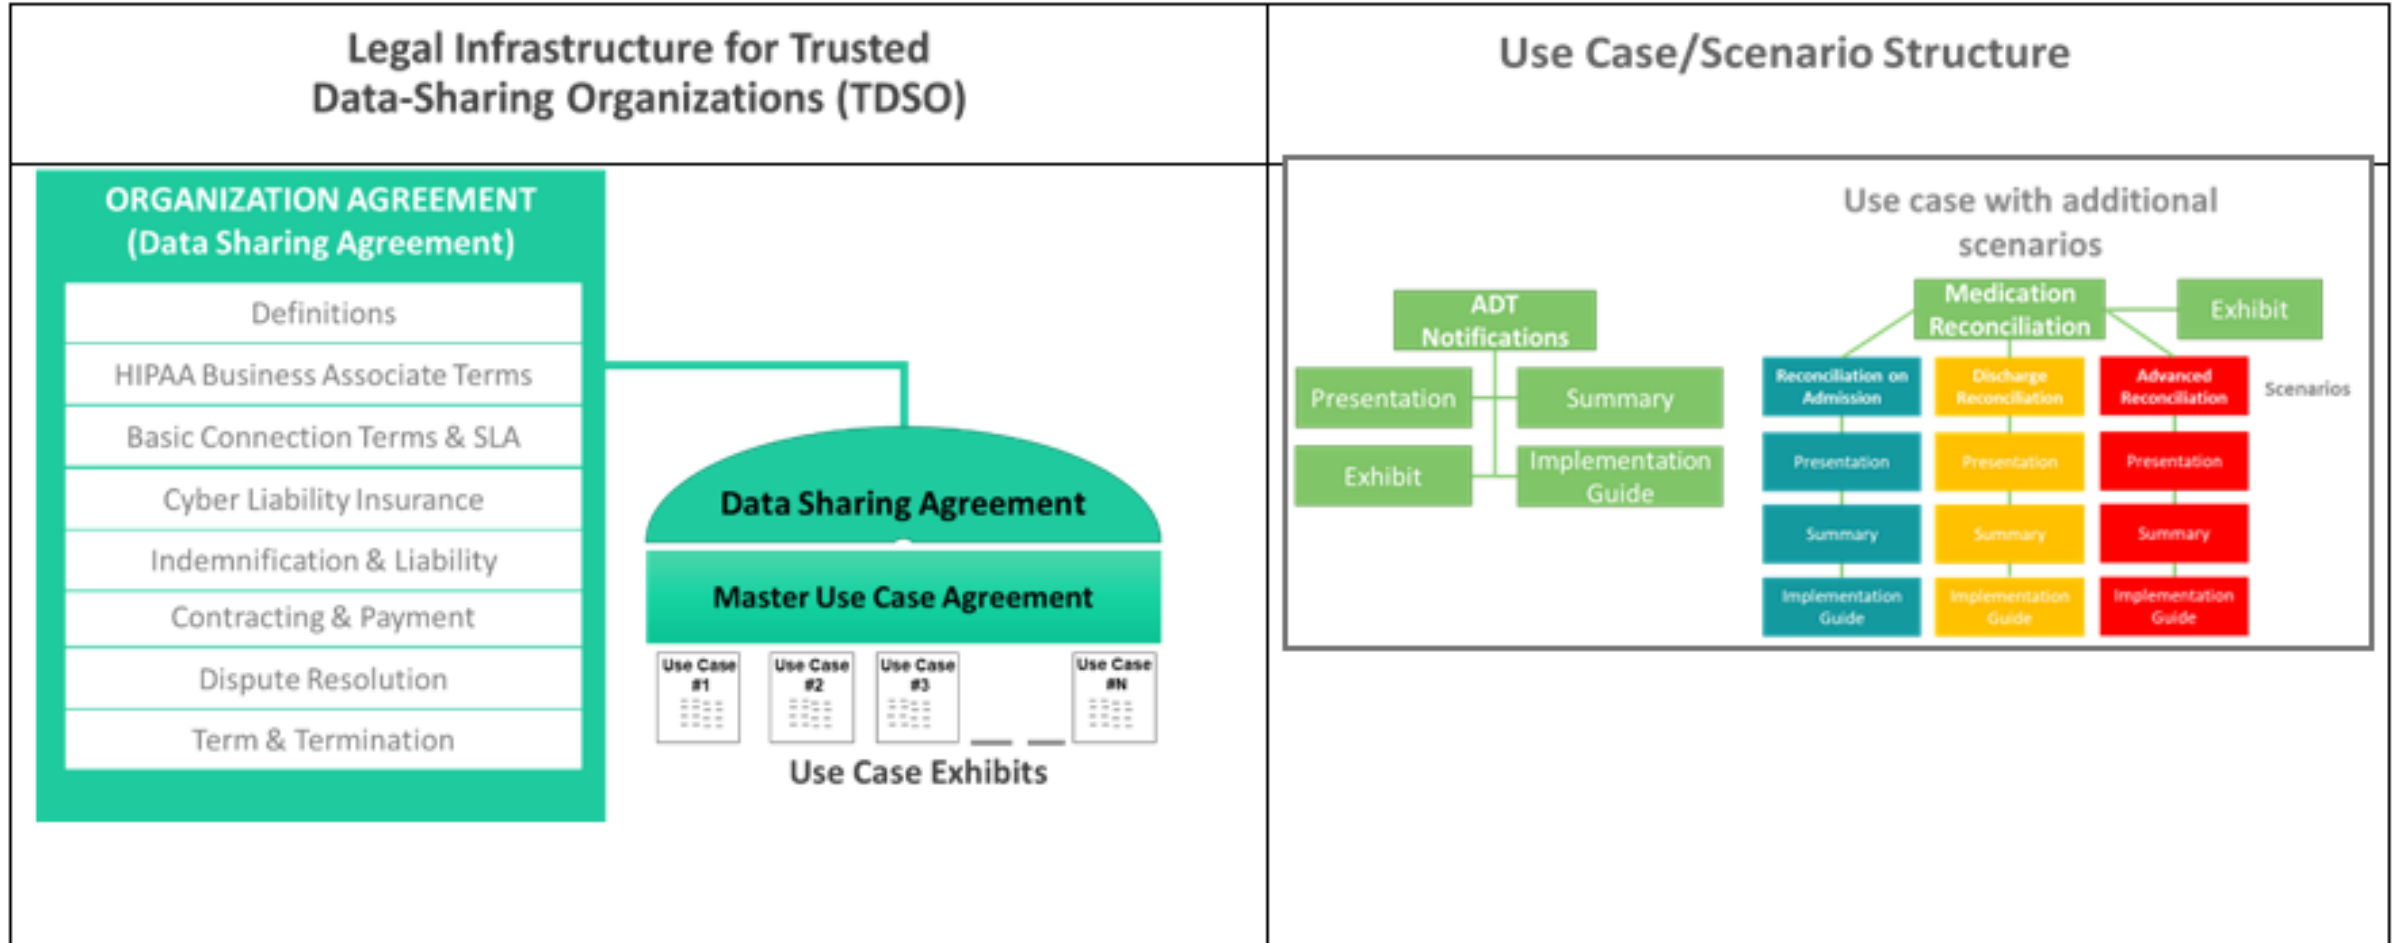 Legal Infrastructure for Trusted
Data-Sharing Organizations (TDSO)
Use Case/Scenario Structure
ORGANIZATION AGREEMENT
(Data Sharing Agreement)
Definitions
HIPAA Business Associate Terms
Basic Connection Terms & SLA
Cyber Liability Insurance
Indemnification & Liability
Contracting & Payment
Dispute Resolution
Term & Termination
Data Sharing Agreement
Master Use Case Agreement
Use Case
#1
Use Case
#2
Use Case
#3
Use Case
#N
Use Case Exhibits
ADT
Notifications
Presentation
Summary
Exhibit
Implementation
Guide
Use case with additional
scenarios
Medication
Reconciliation
Exhibit
Reconciliation on
Admission
Discharge
Reconciliation
Advanced
Reconciliation
Scenarios
Presentation
Presentation
Presentation
Summary
Summary
Summary
Implementation
Guide
Implementation
Guide
Implementation
Guide